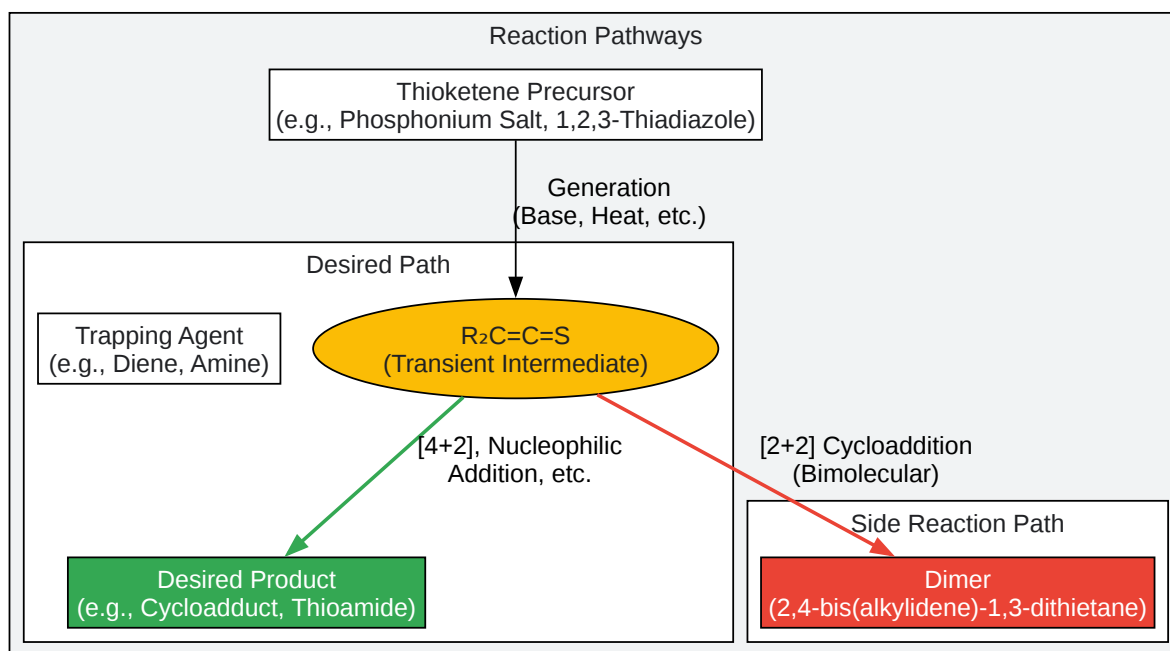 Reaction Pathways
Thioketene Precursor
(e.g., Phosphonium Salt, 1,2,3-Thiadiazole)
Generation
(Base, Heat, etc.)
Desired Path
Trapping Agent
(e.g., Diene, Amine)
R₂C=C=S
(Transient Intermediate)
[4+2], Nucleophilic
Addition, etc.
[2+2] Cycloaddition
(Bimolecular)
Side Reaction Path
Desired Product
(e.g., Cycloadduct, Thioamide)
Dimer
(2,4-bis(alkylidene)-1,3-dithietane)